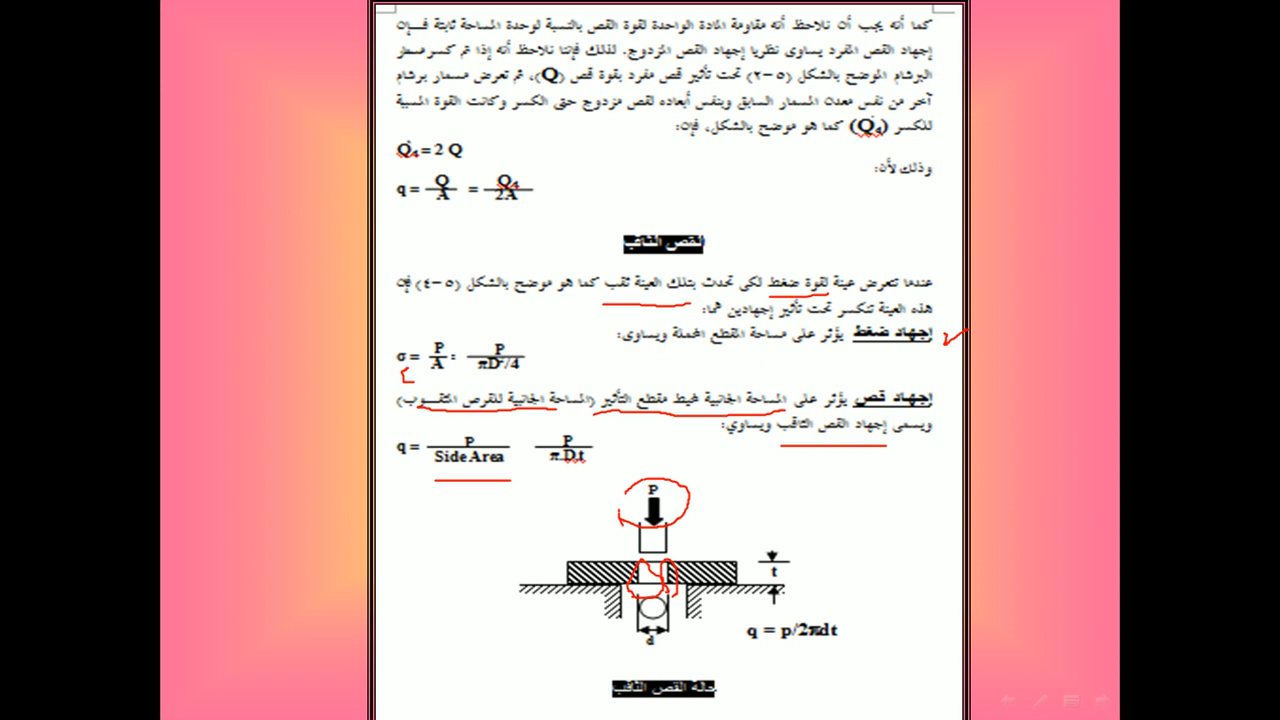 كما أنه يجب أن نلاحظ أنه مقاومة المادة الواحدة لقوة القص بالنسبة لوحدة المساحة ثابتة فإن
إجهاد القص المفرد يساوى نظريا إجهاد القص المزدوج. لذلك فإننا نلاحظ أنه إذا تم كسر مسمار
البرشام الموضح بالشكل (٥-٢) تحت تأثير قص مفرد بقوة قص (Q)، ثم تعرض مسمار برشام
آخر من نفس معدن المسمار السابق وبنفس أبعاده لقص مزدوج حتى الكسر وكانت القوة المسببة
للكسر (Q4) كما هو موضح بالشكل، فإن:
Q4 = 2 Q
وذلك لأن:
q = Q/A = Q4/2A
القص الثاقب
عندما تتعرض عينة لقوة ضغط لكى تحدث بتلك العينة ثقب كما هو موضح بالشكل (٥-٤) فإن
هذه العينة تنكسر تحت تأثير إجهادين هما:
إجهاد ضغط يؤثر على مساحة المقطع المحملة ويساوى:
σ = P/A = P/πD²/4
إجهاد قص يؤثر على المساحة الجانبية لمحيط مقطع التأثير (المساحة الجانبية للقرص المثقوب)
ويسمى إجهاد القص الثاقب ويساوي:
q = P/Side Area P/π.D.t
P
t
d
q = p/2πdt
حالة القص الثاقب